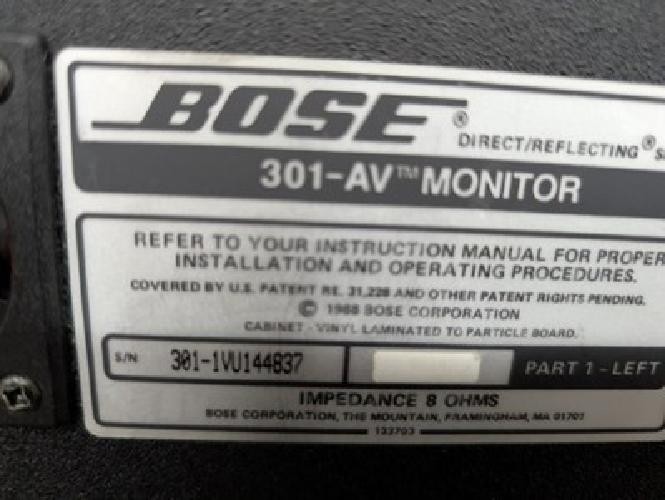 BOSE®
DIRECT/REFLECTING® S
301-AV™ MONITOR
REFER TO YOUR INSTRUCTION MANUAL FOR PROPER
INSTALLATION AND OPERATING PROCEDURES.
COVERED BY U.S. PATENT RE. 31,228 AND OTHER PATENT RIGHTS PENDING.
© 1988 BOSE CORPORATION
CABINET - VINYL LAMINATED TO PARTICLE BOARD.
S/N 301-1VU144837 PART 1 - LEFT
IMPEDANCE 8 OHMS
BOSE CORPORATION, THE MOUNTAIN, FRAMINGHAM, MA 01701
133703